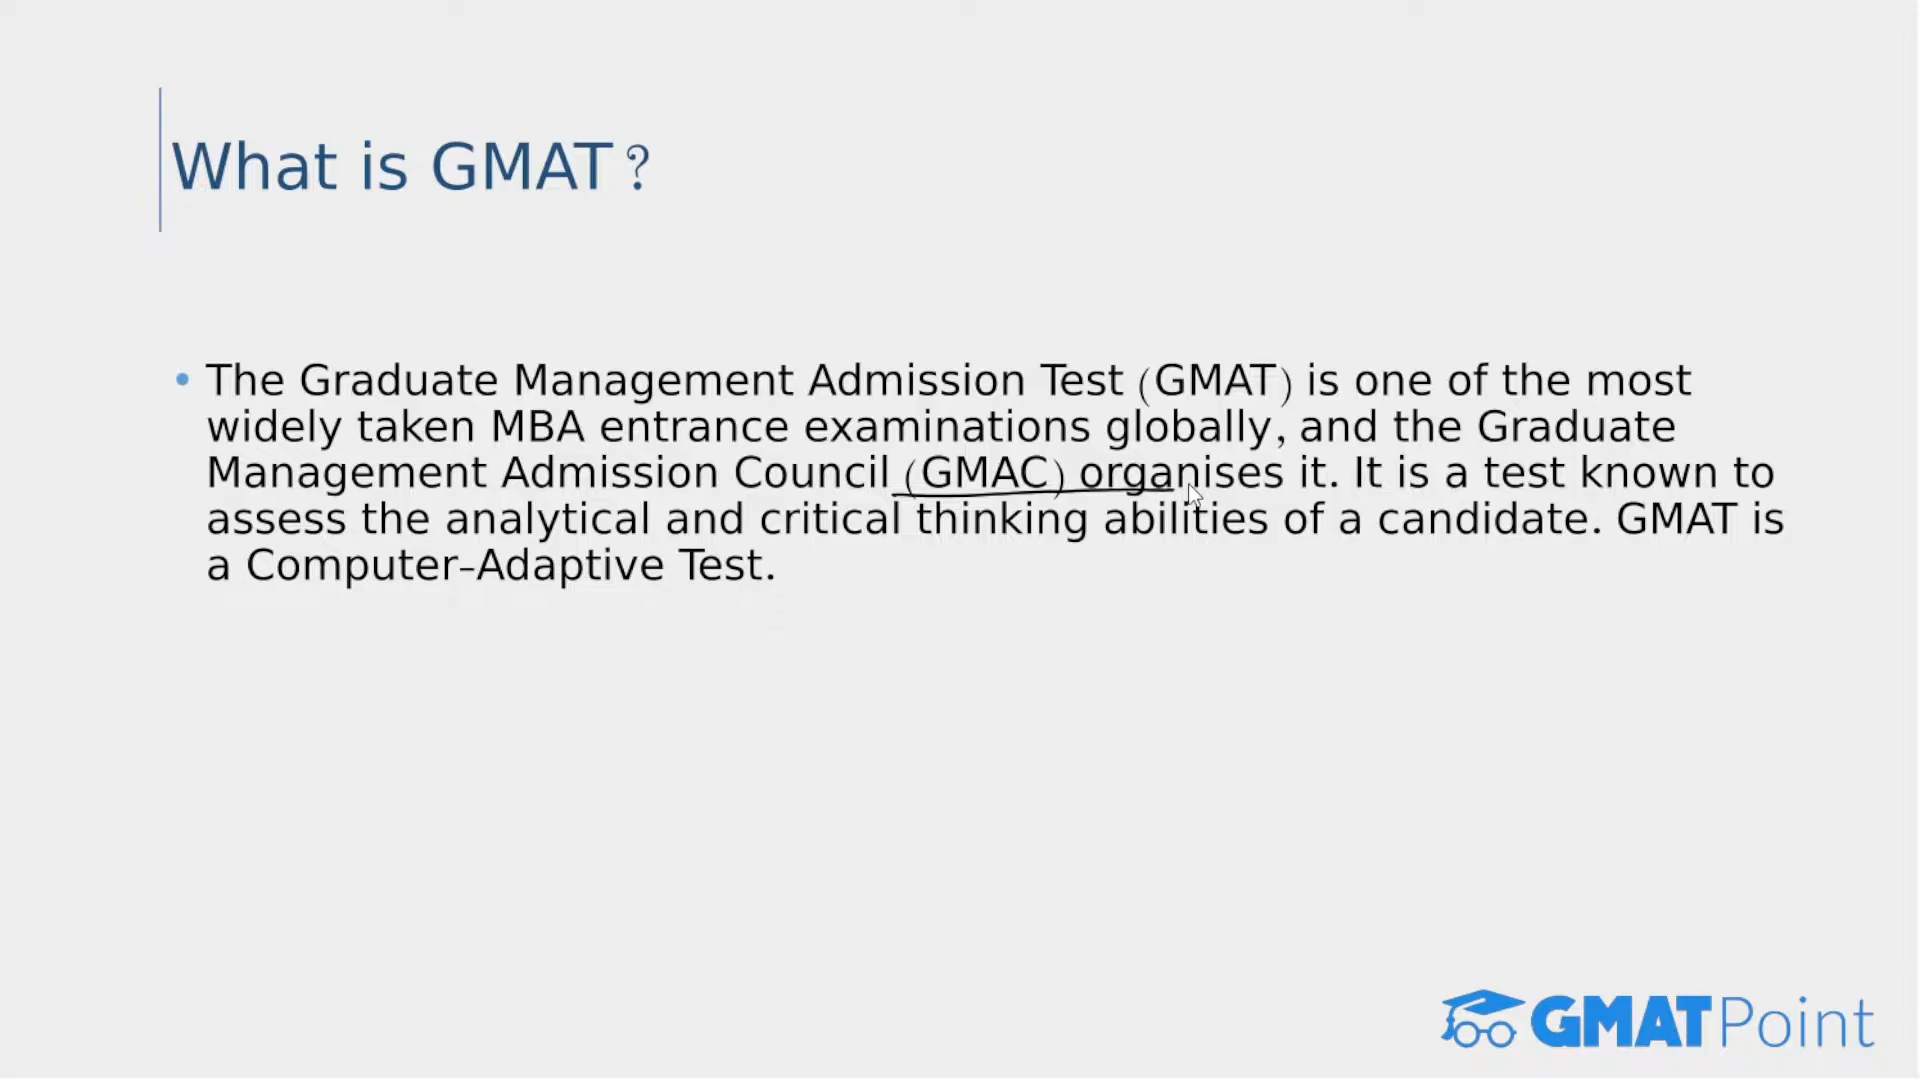 What is GMAT?
• The Graduate Management Admission Test (GMAT) is one of the most
widely taken MBA entrance examinations globally, and the Graduate
Management Admission Council (GMAC) organises it. It is a test known to
assess the analytical and critical thinking abilities of a candidate. GMAT is
a Computer-Adaptive Test.
GMATPoint